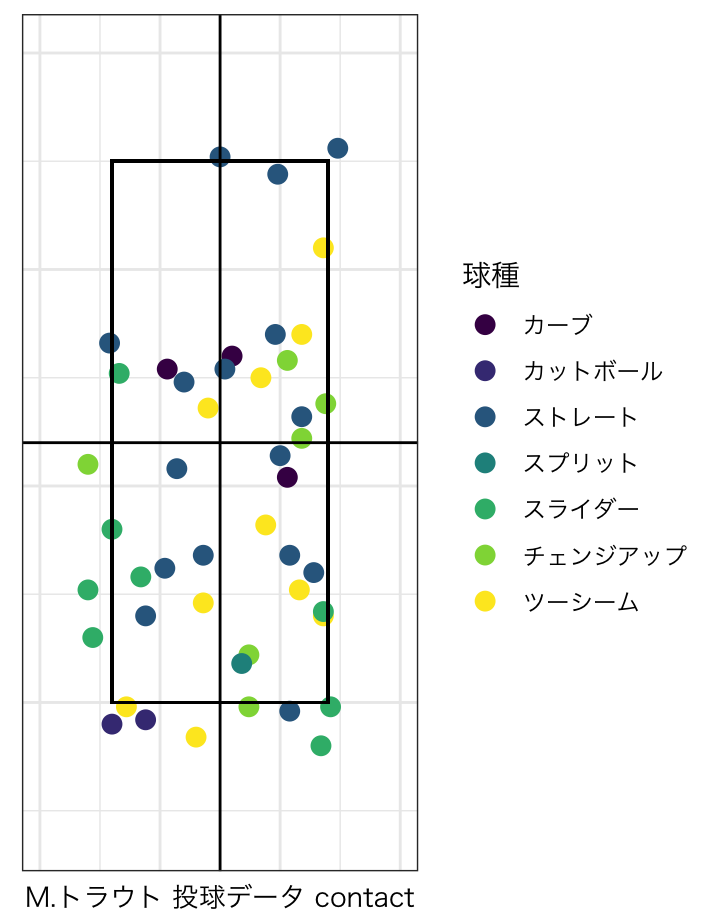 球種
カーブ
カットボール
ストレート
スプリット
スライダー
チェンジアップ
ツーシーム
M.トラウト 投球データ contact